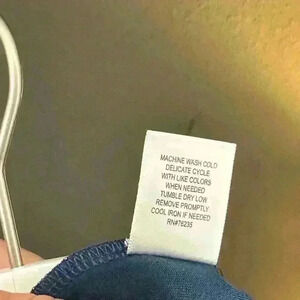 MACHINE WASH COLD
DELICATE CYCLE
WITH LIKE COLORS
WHEN NEEDED
TUMBLE DRY LOW
REMOVE PROMPTLY
COOL IRON IF NEEDED
RN#76235